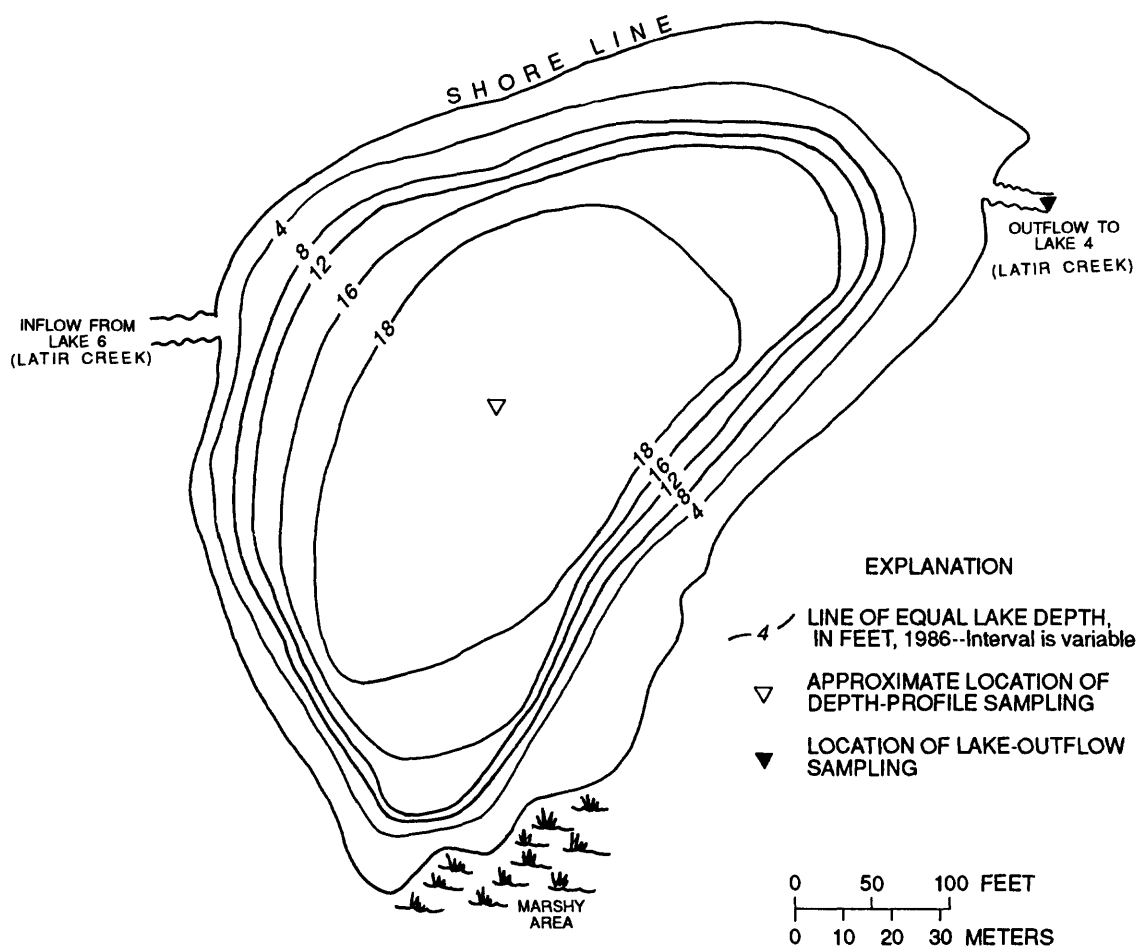 SHORE LINE
4
8
12
16
18
INFLOW FROM
LAKE 6
(LATIR CREEK)
OUTFLOW TO
LAKE 4
(LATIR CREEK)
18
16
12
8
4
EXPLANATION
4 LINE OF EQUAL LAKE DEPTH,
IN FEET, 1986--Interval is variable
APPROXIMATE LOCATION OF
DEPTH-PROFILE SAMPLING
LOCATION OF LAKE-OUTFLOW
SAMPLING
MARSHY
AREA
0 50 100 FEET
0 10 20 30 METERS